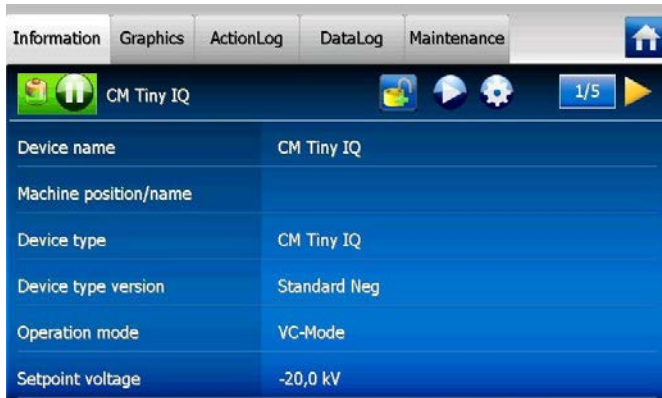 Information Graphics ActionLog DataLog Maintenance
CM Tiny IQ 1/5
Device name CM Tiny IQ
Machine position/name
Device type CM Tiny IQ
Device type version Standard Neg
Operation mode VC-Mode
Setpoint voltage -20,0 kV